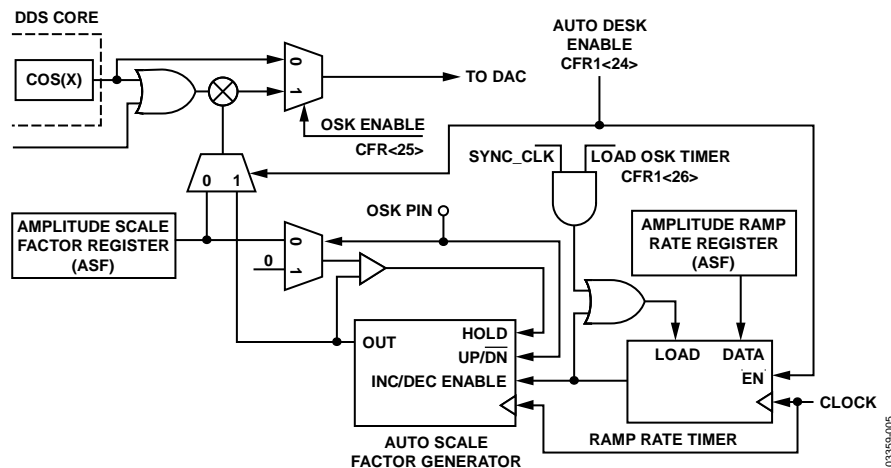 DDS CORE
COS(X)
0
1
TO DAC
OSK ENABLE
CFR<25>
AUTO DESK
ENABLE
CFR1<24>
SYNC_CLK
LOAD OSK TIMER
CFR1<26>
0 1
OSK PIN
AMPLITUDE SCALE
FACTOR REGISTER
(ASF)
0
0
1
AMPLITUDE RAMP
RATE REGISTER
(ASF)
OUT
HOLD
UP/DN
INC/DEC ENABLE
LOAD DATA
EN
CLOCK
AUTO SCALE
FACTOR GENERATOR
RAMP RATE TIMER
03359-005